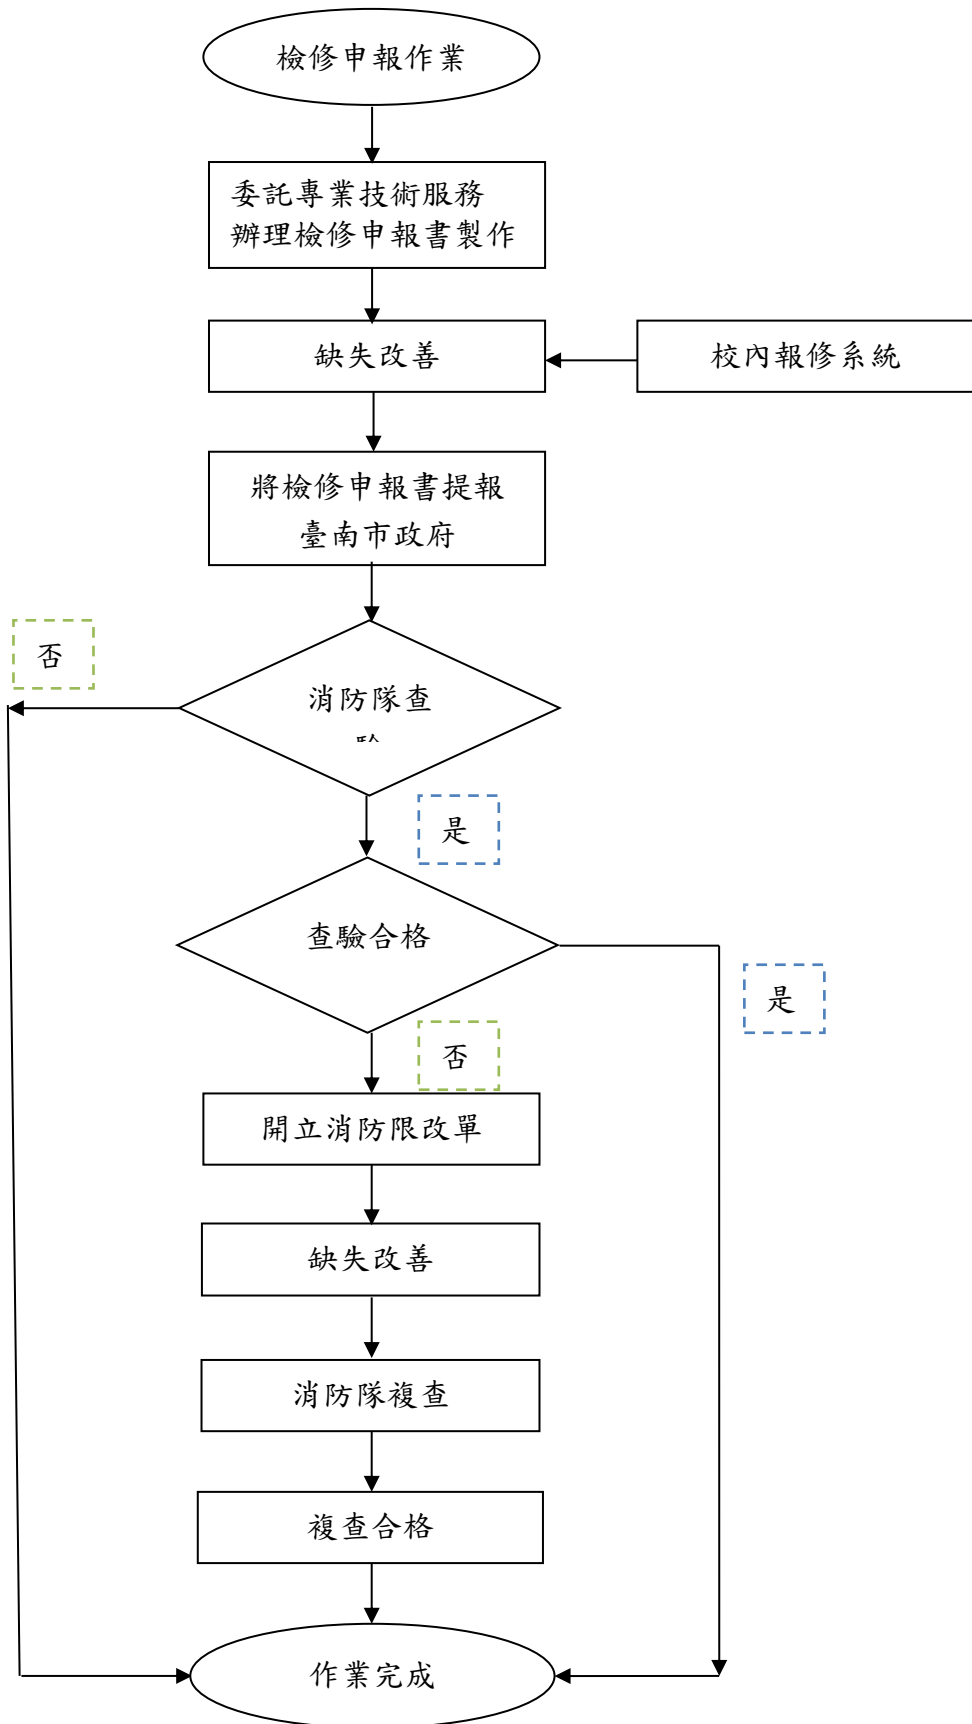 檢修申報作業
委託專業技術服務
辦理檢修申報書製作
缺失改善
校內報修系統
將檢修申報書提報
臺南市政府
否
消防隊查
是
查驗合格
是
否
開立消防限改單
缺失改善
消防隊複查
複查合格
作業完成